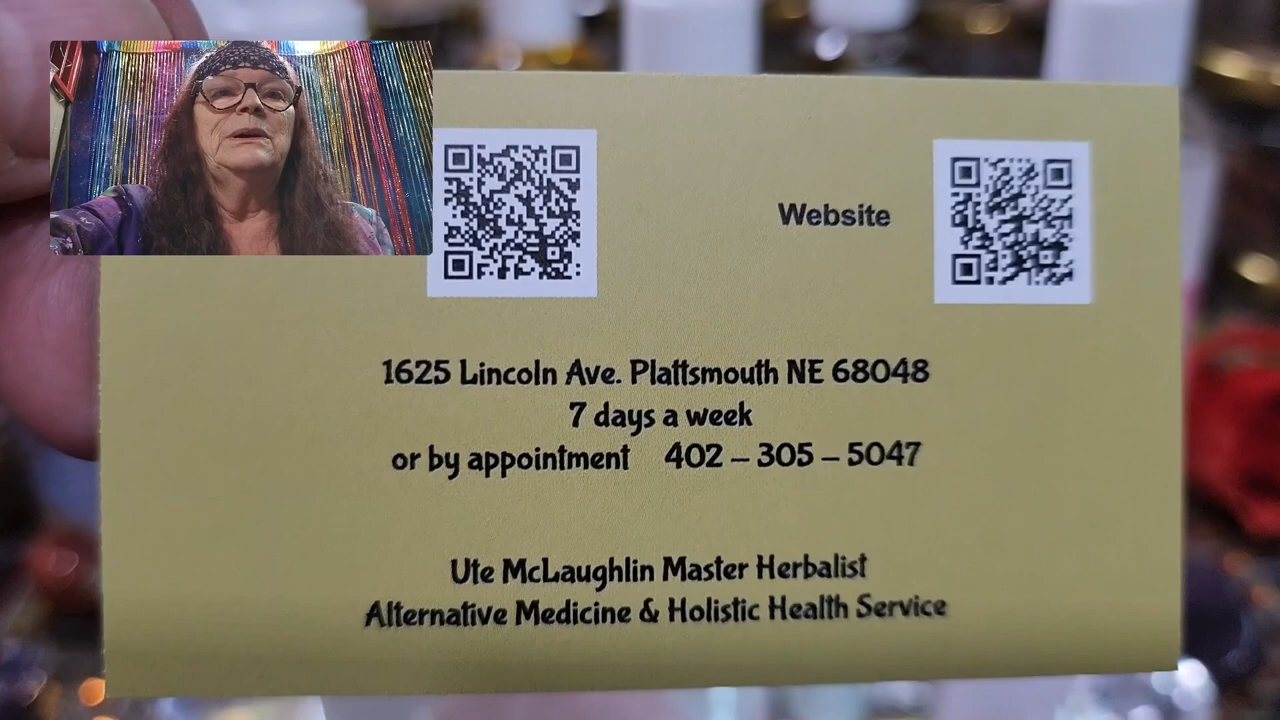 Website
1625 Lincoln Ave. Plattsmouth NE 68048
7 days a week
or by appointment 402 – 305 – 5047
Ute McLaughlin Master Herbalist
Alternative Medicine & Holistic Health Service